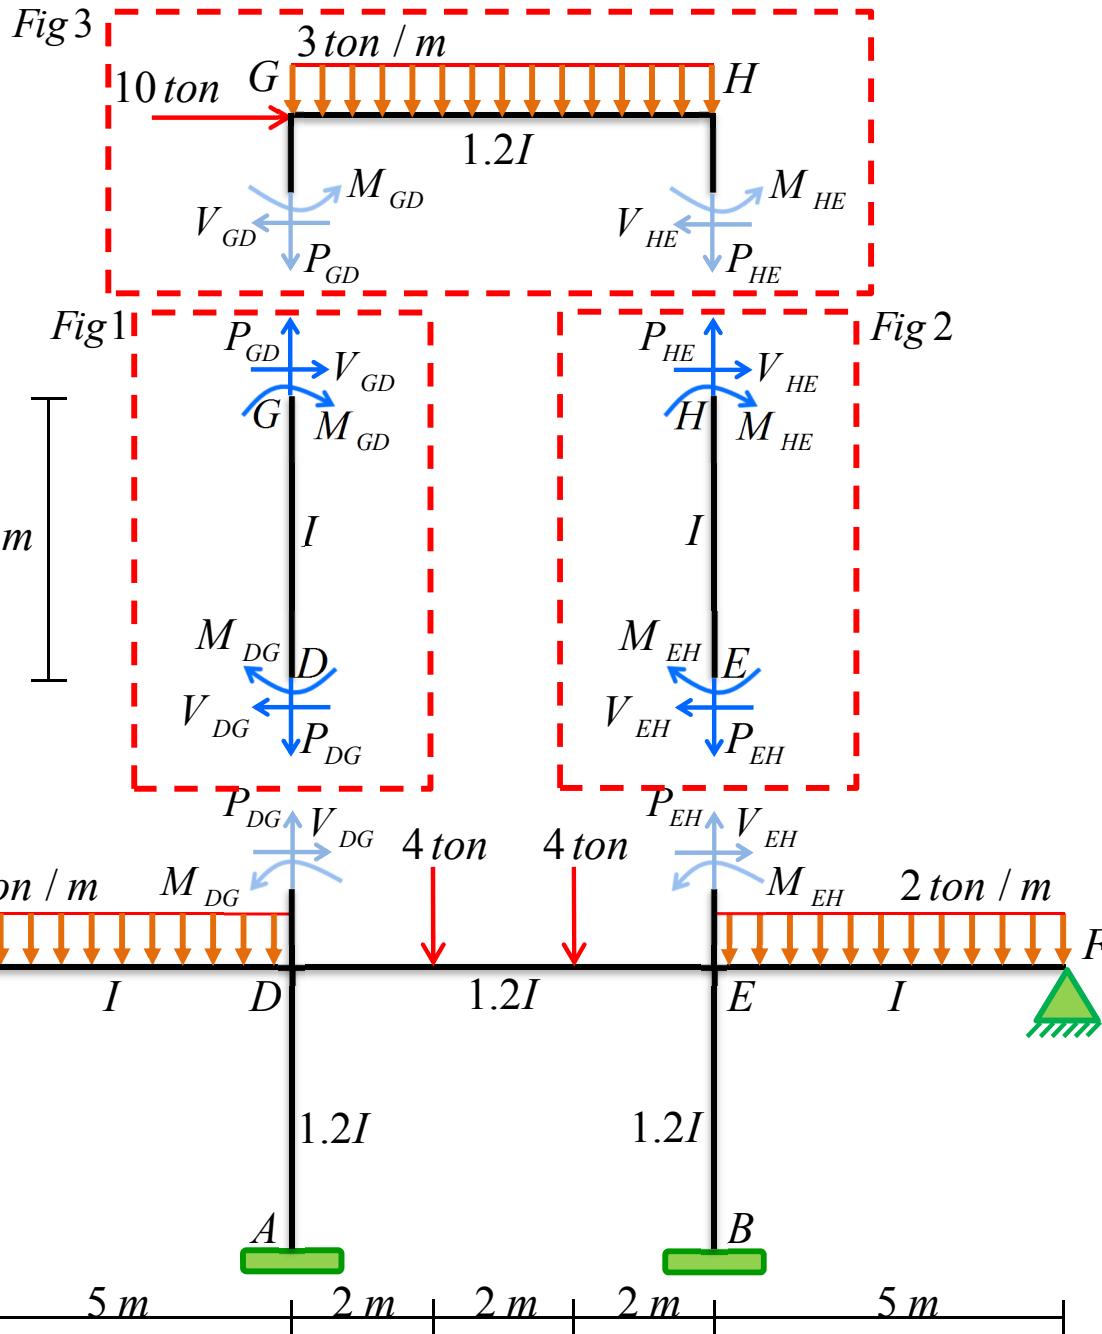 Fig 3
3 ton / m
G
H
10 ton
1.2I
M GD
M HE
V GD
V HE
P GD
P HE
Fig 1
Fig 2
P GD
P HE
V GD
V HE
G
H
M GD
M HE
m
I
I
M DG
D
M EH
E
V DG
V EH
P DG
P EH
P DG
V DG
P EH
V EH
4 ton
4 ton
on / m
M DG
M EH
2 ton / m
F
I
D
1.2I
E
I
1.2I
1.2I
A
B
5 m
2 m
2 m
2 m
5 m